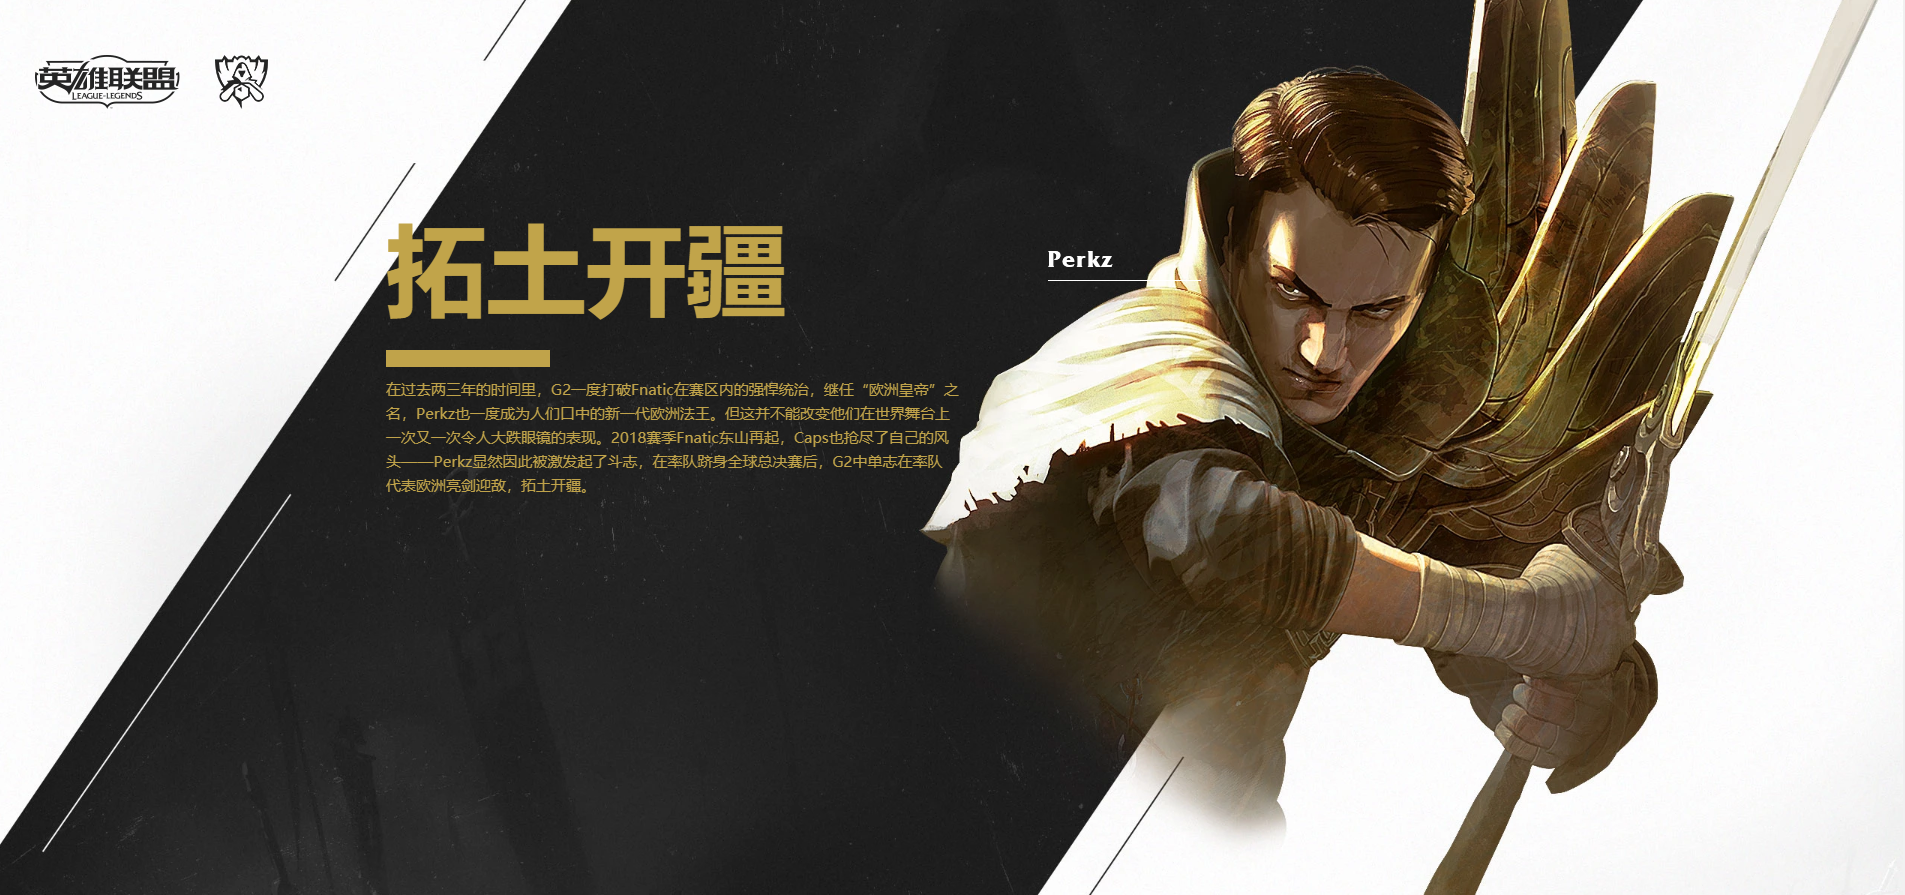 英雄联盟
LEAGUE OF LEGENDS
拓土开疆
Perkz
在过去两三年的时间里，G2一度打破Fnatic在赛区内的强悍统治，继任“欧洲皇帝”之
名，Perkz也一度成为人们口中的新一代欧洲法王。但这并不能改变他们在世界舞台上
一次又一次令人大跌眼镜的表现。2018赛季Fnatic东山再起，Caps也抢尽了自己的风
头——Perkz显然因此被激发起了斗志，在率队跻身全球总决赛后，G2中单志在率队
代表欧洲亮剑迎敌，拓土开疆。